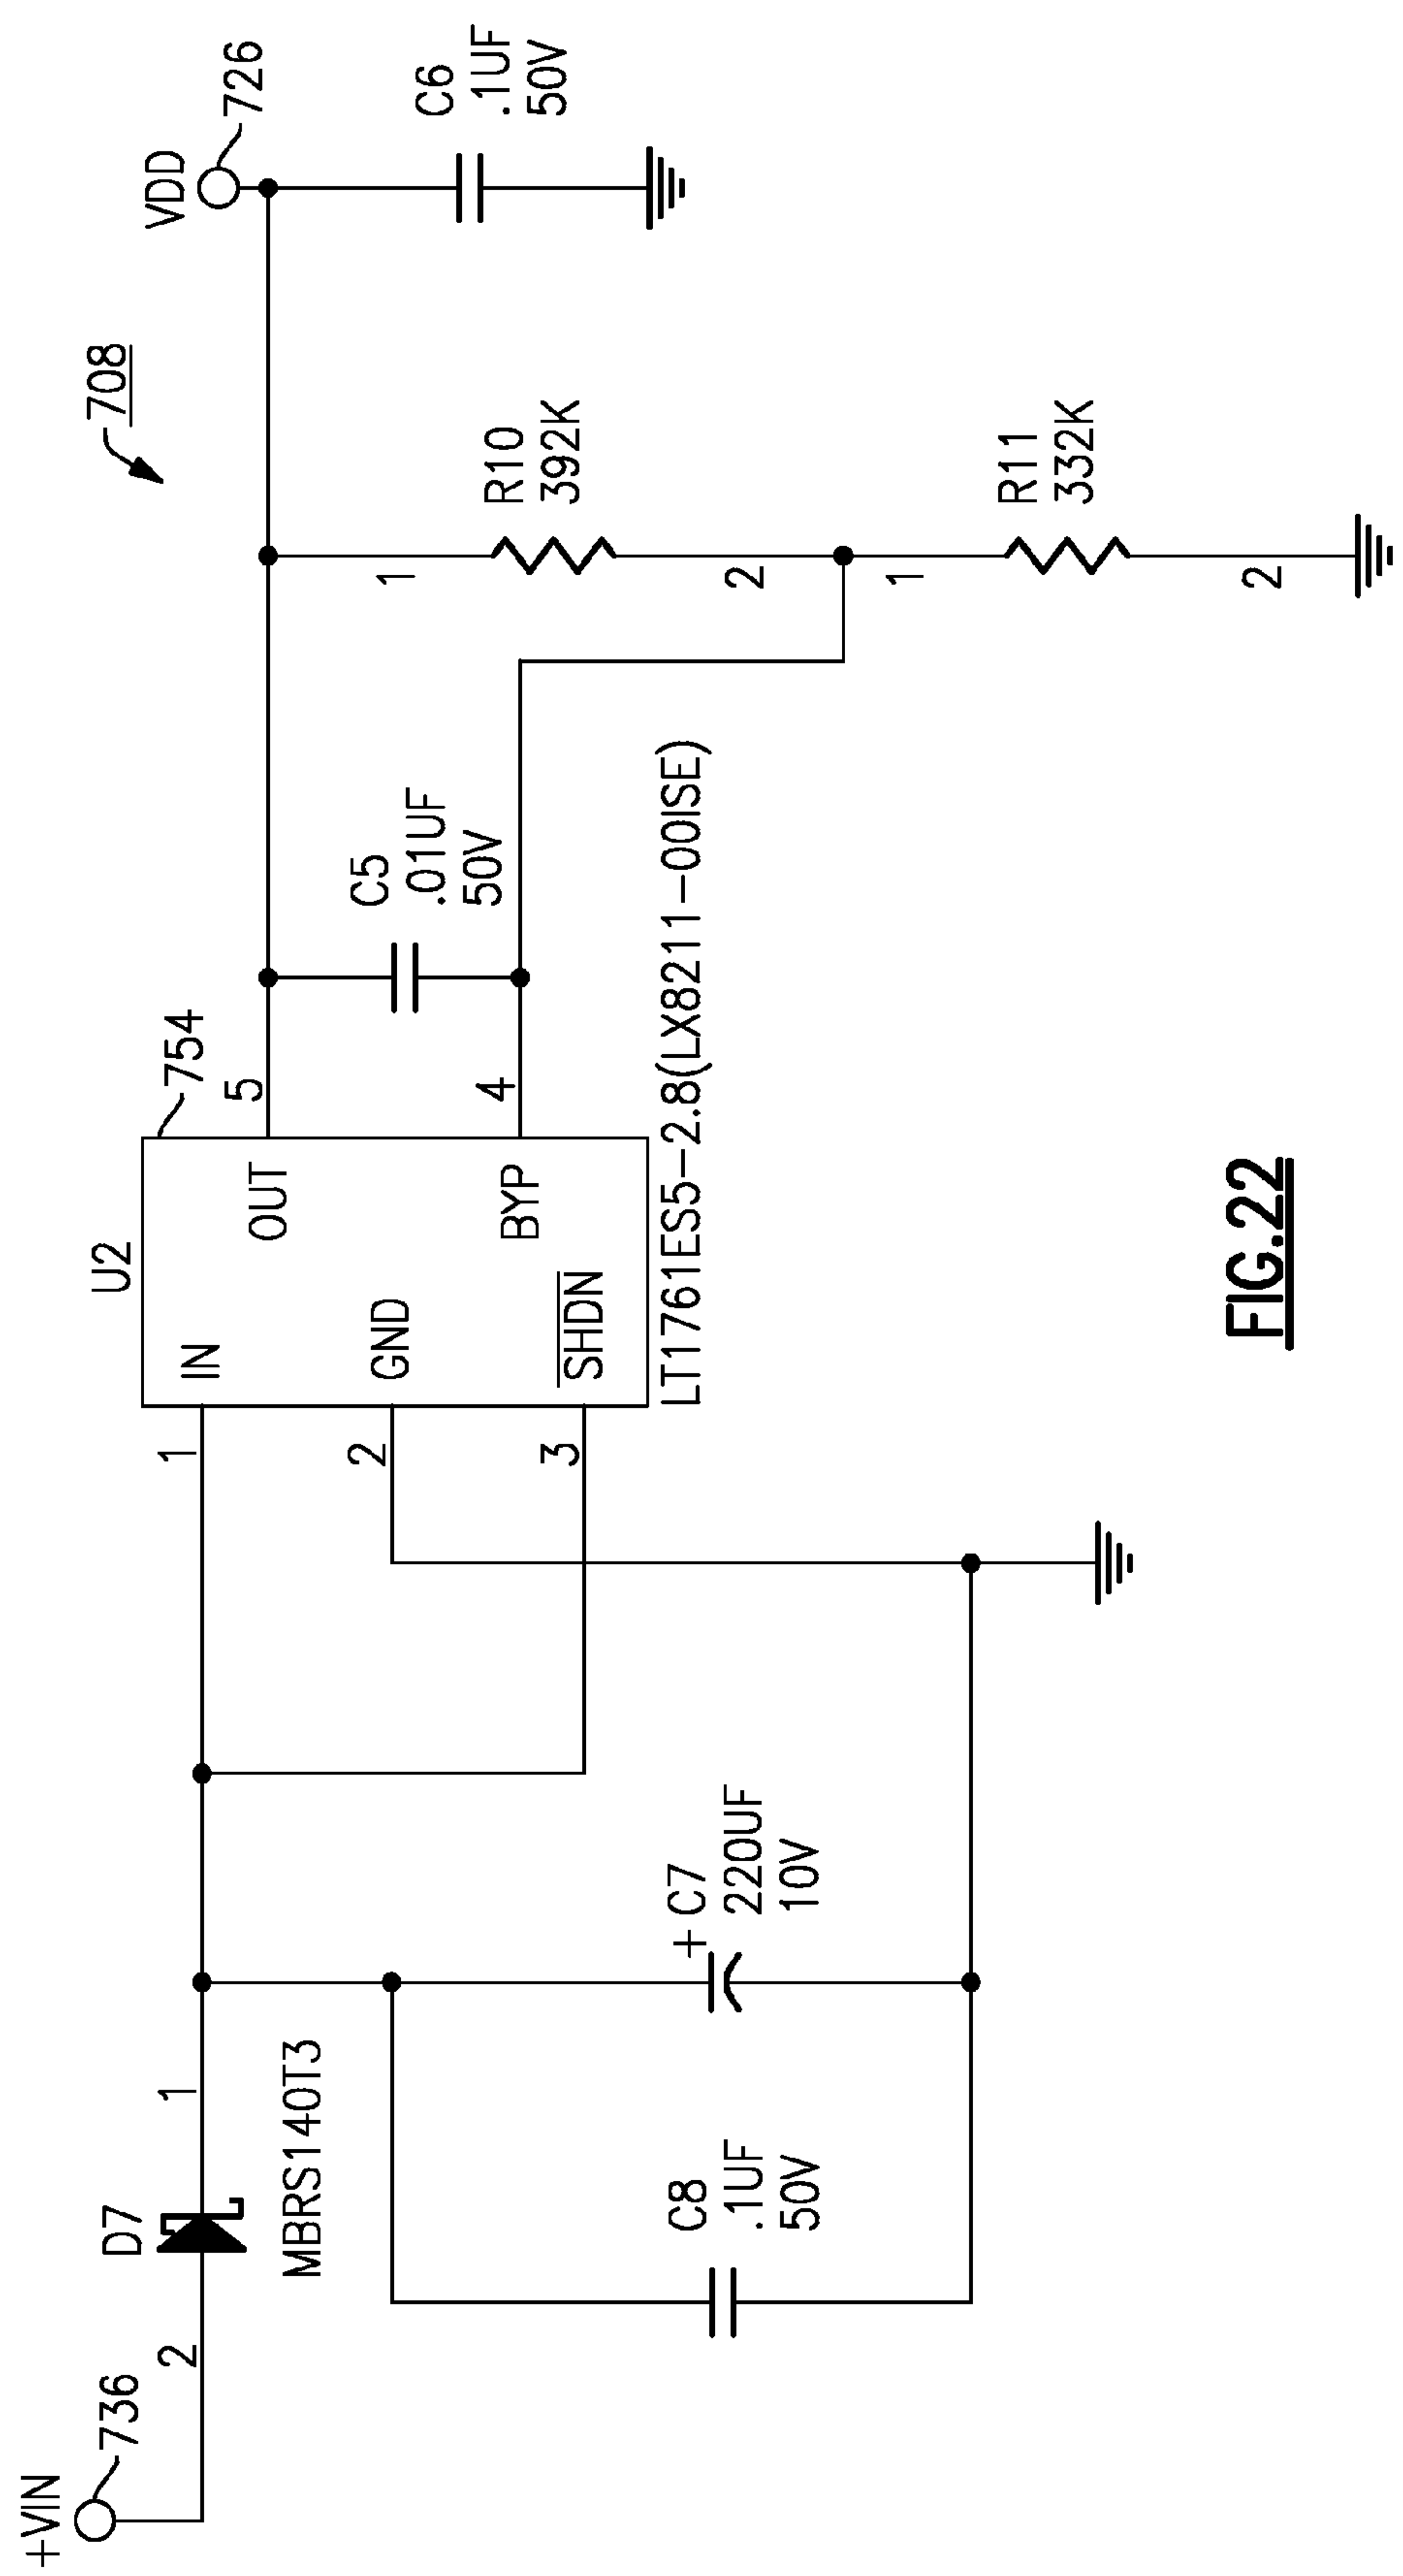 +VIN
736
2
D7
1
MBRS140T3
C8
.1UF
50V
+ C7
220UF
10V
1
2
3
U2
IN
GND
SHDN
OUT
BYP
754
5
4
LT1761ES5-2.8(LX8211-00ISE)
C5
.01UF
50V
708
1
R10
392K
2
1
R11
332K
2
VDD
726
C6
.1UF
50V
FIG.22